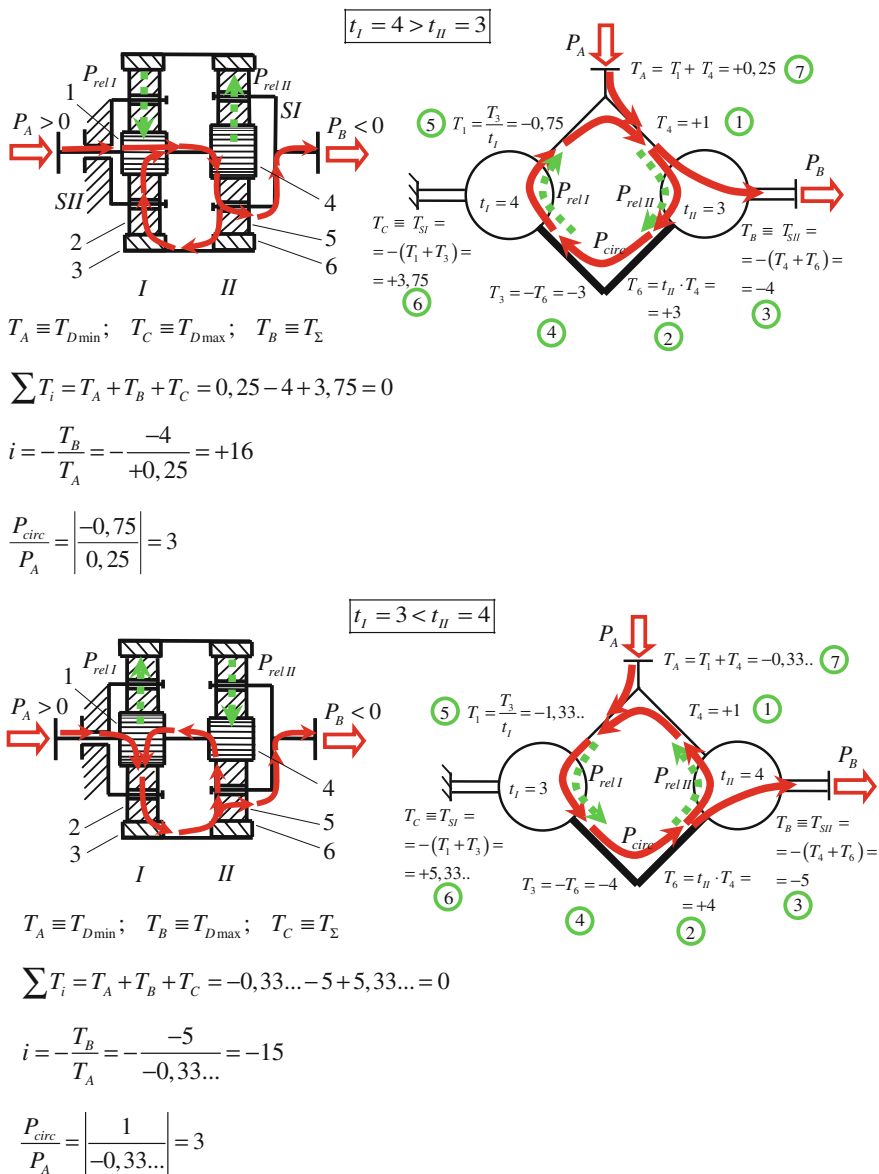 t_I = 4 > t_II = 3
P_A > 0
1
P_rel I
P_rel II
SI
P_B < 0
SII
2
3
4
5
6
I
II
P_A
T_A = T_1 + T_4 = +0,25
7
5
T_1 = T_3/t_I = −0,75
T_4 = +1
1
P_B
t_I = 4
P_rel I
P_rel II
t_II = 3
P_circ
T_C ≡ T_SI =
= −(T_1 + T_3) =
= +3,75
6
T_3 = −T_6 = −3
4
T_6 = t_II · T_4 =
= +3
2
T_B ≡ T_SII =
= −(T_4 + T_6) =
= −4
3
T_A ≡ T_D min; T_C ≡ T_D max; T_B ≡ T_Σ
∑T_i = T_A + T_B + T_C = 0,25 − 4 + 3,75 = 0
i = −T_B/T_A = −(−4)/(+0,25) = +16
P_circ/P_A = |−0,75/0,25| = 3
t_I = 3 < t_II = 4
P_A > 0
1
P_rel I
P_rel II
P_B < 0
2
3
4
5
6
I
II
P_A
T_A = T_1 + T_4 = −0,33..
7
5
T_1 = T_3/t_I = −1,33..
T_4 = +1
1
P_B
t_I = 3
P_rel I
P_rel II
t_II = 4
P_circ
T_C ≡ T_SI =
= −(T_1 + T_3) =
= +5,33..
6
T_3 = −T_6 = −4
4
T_6 = t_II · T_4 =
= +4
2
T_B ≡ T_SII =
= −(T_4 + T_6) =
= −5
3
T_A ≡ T_D min; T_B ≡ T_D max; T_C ≡ T_Σ
∑T_i = T_A + T_B + T_C = −0,33... − 5 + 5,33... = 0
i = −T_B/T_A = −(−5)/(−0,33...) = −15
P_circ/P_A = |1/−0,33...| = 3